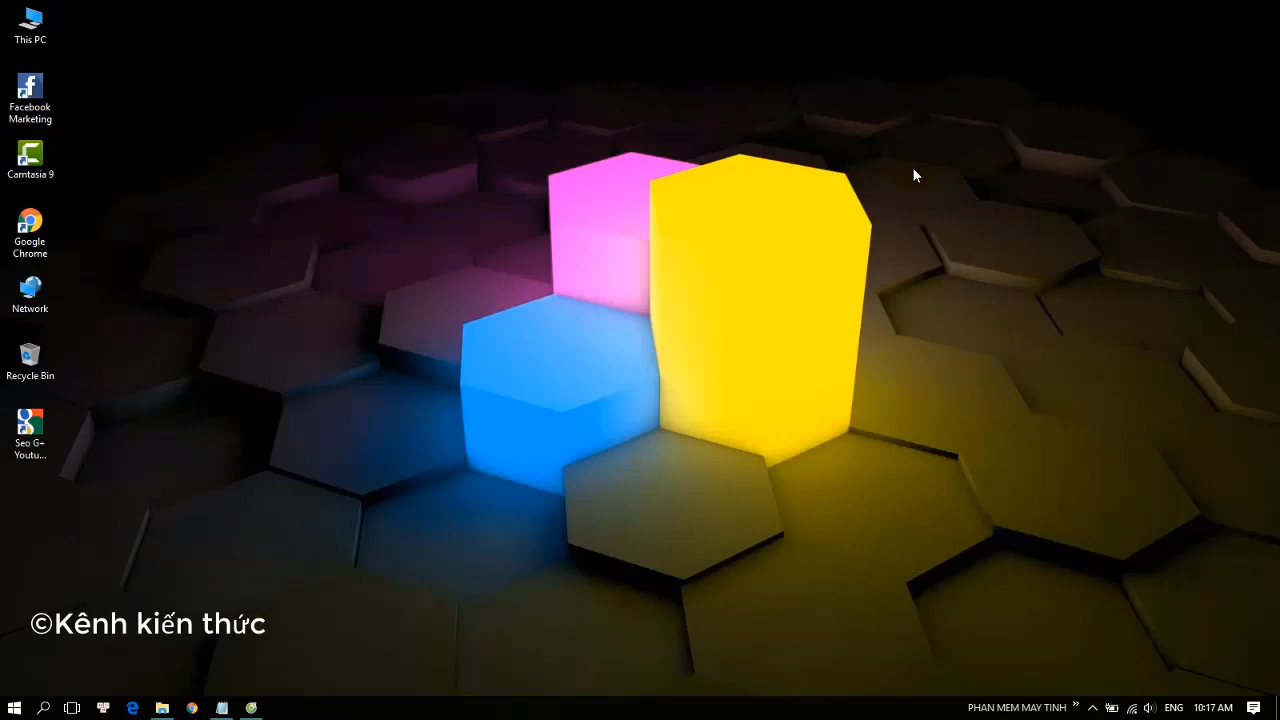 This PC
Facebook
Marketing
Camtasia 9
Google
Chrome
Network
Recycle Bin
Seo G+
Youtu...
©Kênh kiến thức
PHAN MEM MAY TINH
ENG
10:17 AM